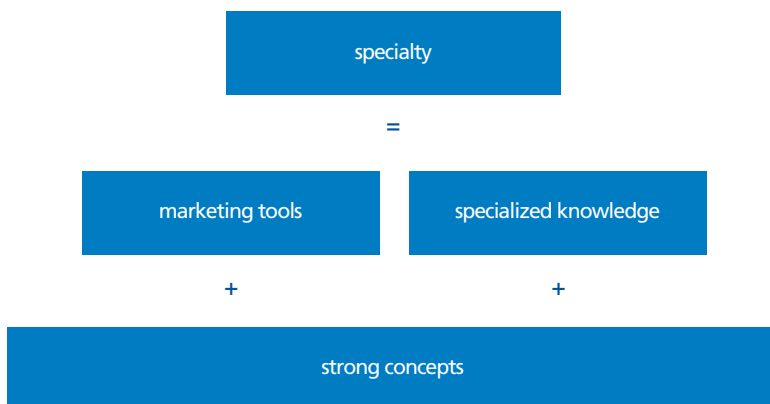 specialty
=
marketing tools specialized knowledge
+ +
strong concepts